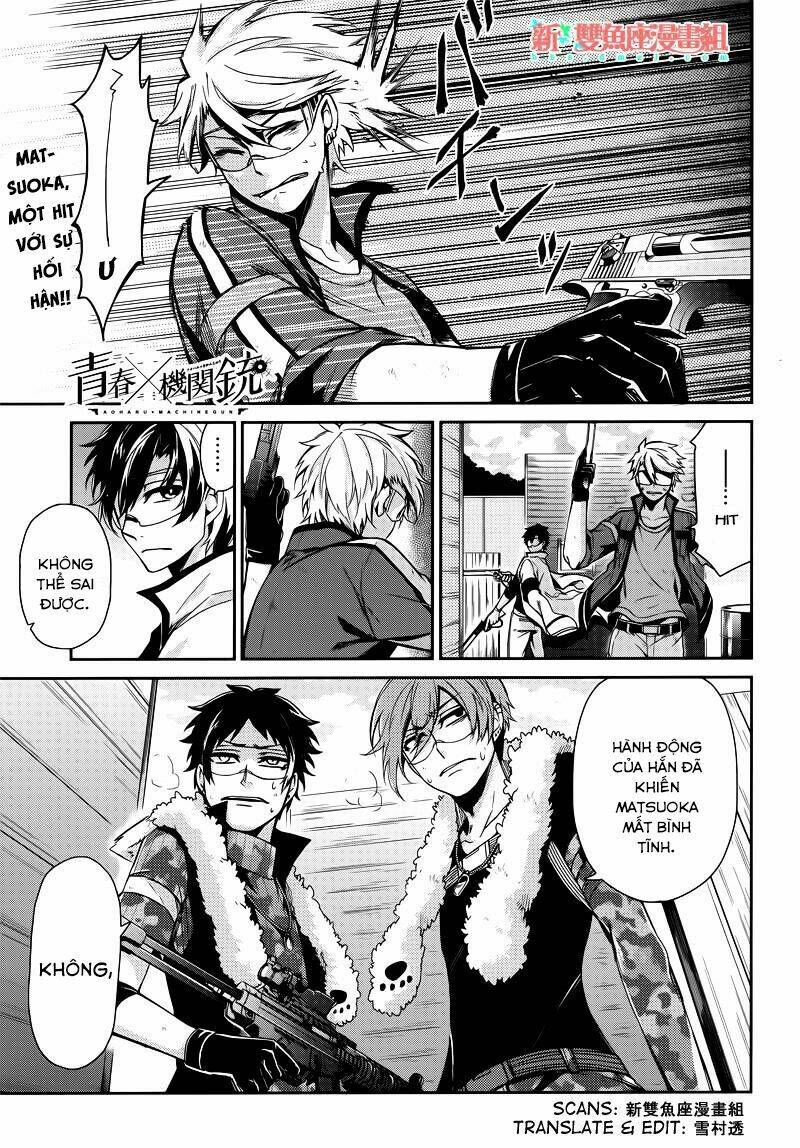 新✕雙魚座漫畫組
バギィンッ
Ư
MAT-
SUOKA,
MỘT HIT
VỚI SỰ
HỐI
HẬN!!
青春×機関銃
AOHARU×MACHINEGUN
........
HIT
......
KHÔNG
THỂ SAI
ĐƯỢC.
HÀNH ĐỘNG
CỦA HẮN ĐÃ
KHIẾN
MATSUOKA
MẤT BÌNH
TĨNH.
KHÔNG,
SCANS: 新雙魚座漫畫組
TRANSLATE & EDIT: 雪村透